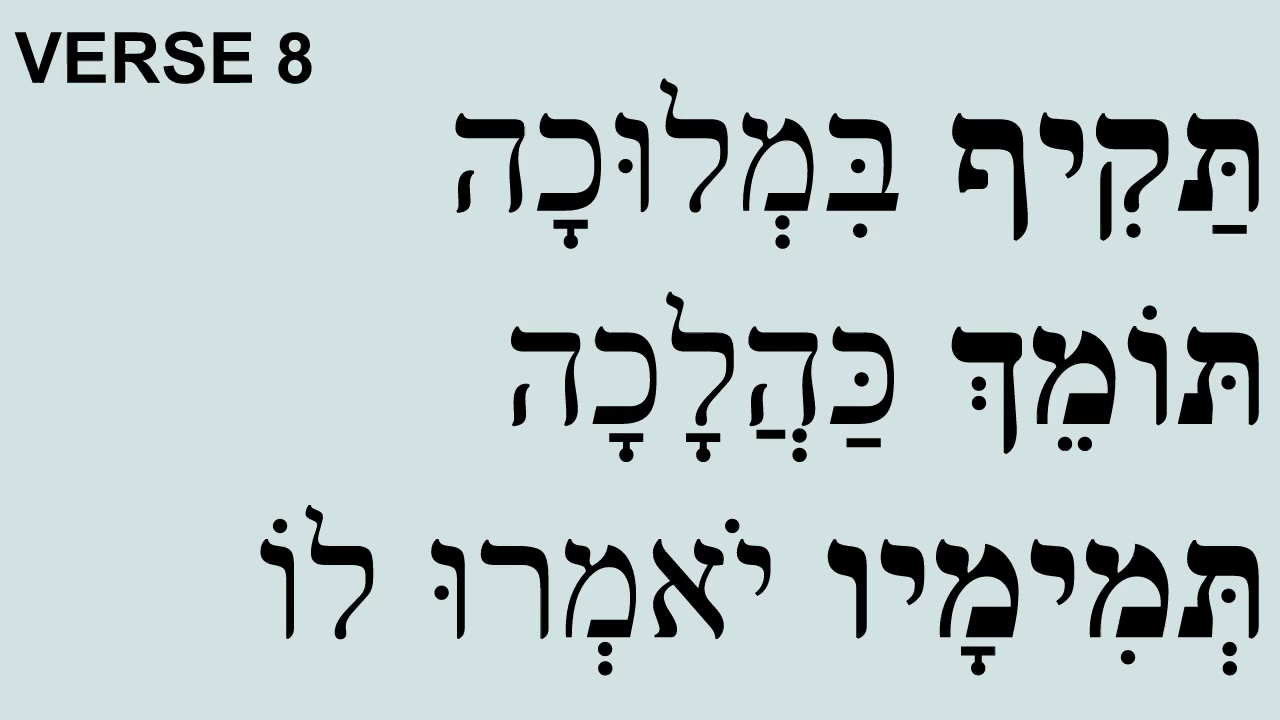 VERSE 8
תַּקִיף בִּמְלוּכָה
תּוֹמֵךְ כַּהֲלָכָה
תְּמִימָיו יֹאמְרוּ לוֹ